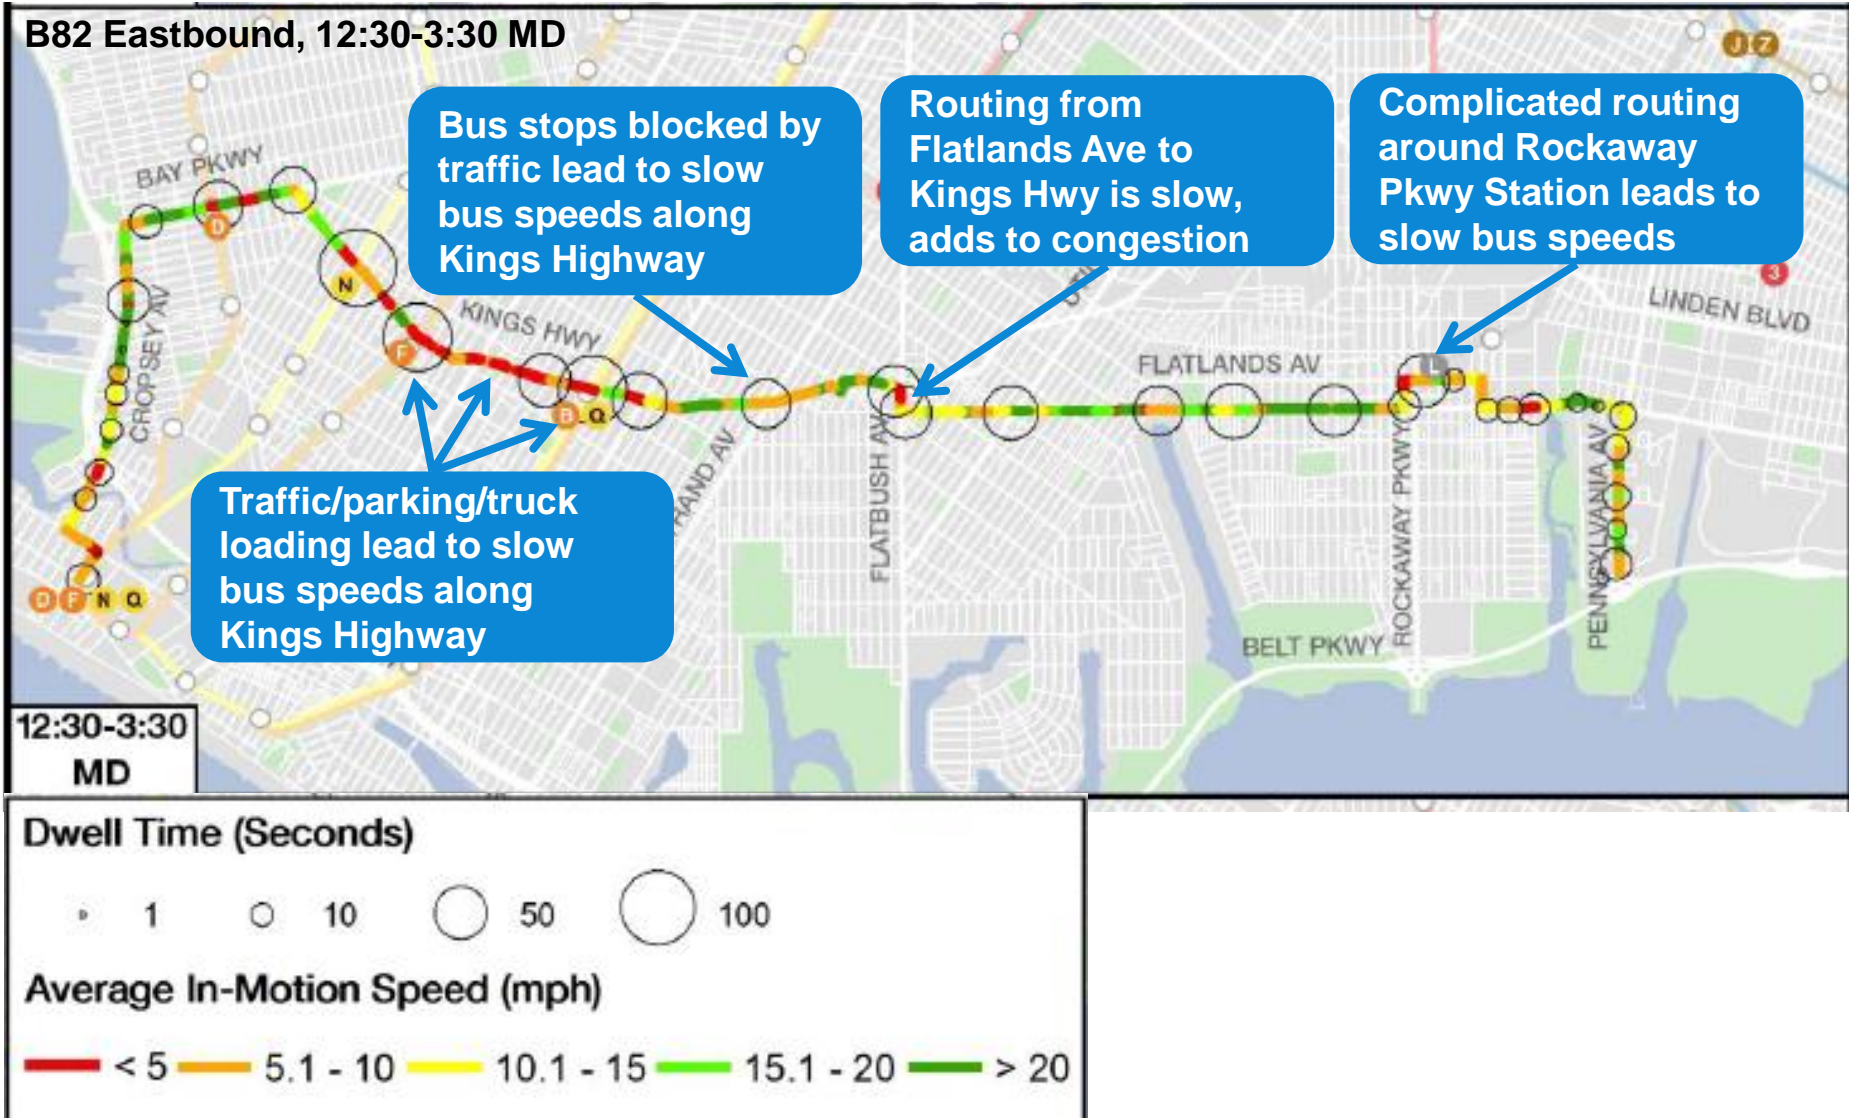 B82 Eastbound, 12:30-3:30 MD
J Z
Bus stops blocked by
traffic lead to slow
bus speeds along
Kings Highway
Routing from
Flatlands Ave to
Kings Hwy is slow,
adds to congestion
Complicated routing
around Rockaway
Pkwy Station leads to
slow bus speeds
BAY PKWY
D
N
3
LINDEN BLVD
CROPSEY AV
KINGS HWY
F
FLATLANDS AV
L
B Q
FLATBUSH AV
ROCKAWAY PKWY
PENNSYLVANIA AV
Traffic/parking/truck
loading lead to slow
bus speeds along
Kings Highway
D F N Q
BELT PKWY
12:30-3:30
MD
Dwell Time (Seconds)
1 10 50 100
Average In-Motion Speed (mph)
< 5 5.1 - 10 10.1 - 15 15.1 - 20 > 20